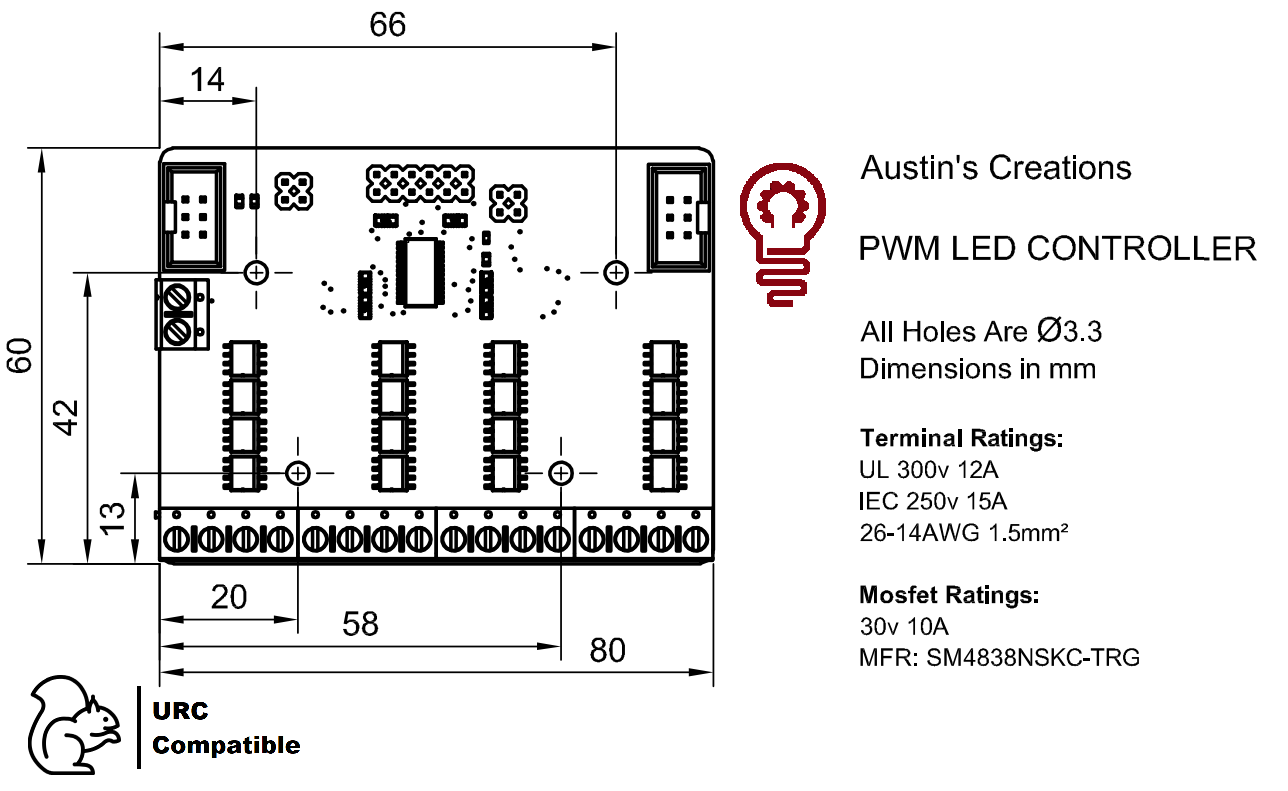 66
14
60
42
13
20
58
80
Austin's Creations
PWM LED CONTROLLER
All Holes Are Ø3.3
Dimensions in mm
Terminal Ratings:
UL 300v 12A
IEC 250v 15A
26-14AWG 1.5mm²
Mosfet Ratings:
30v 10A
MFR: SM4838NSKC-TRG
URC
Compatible